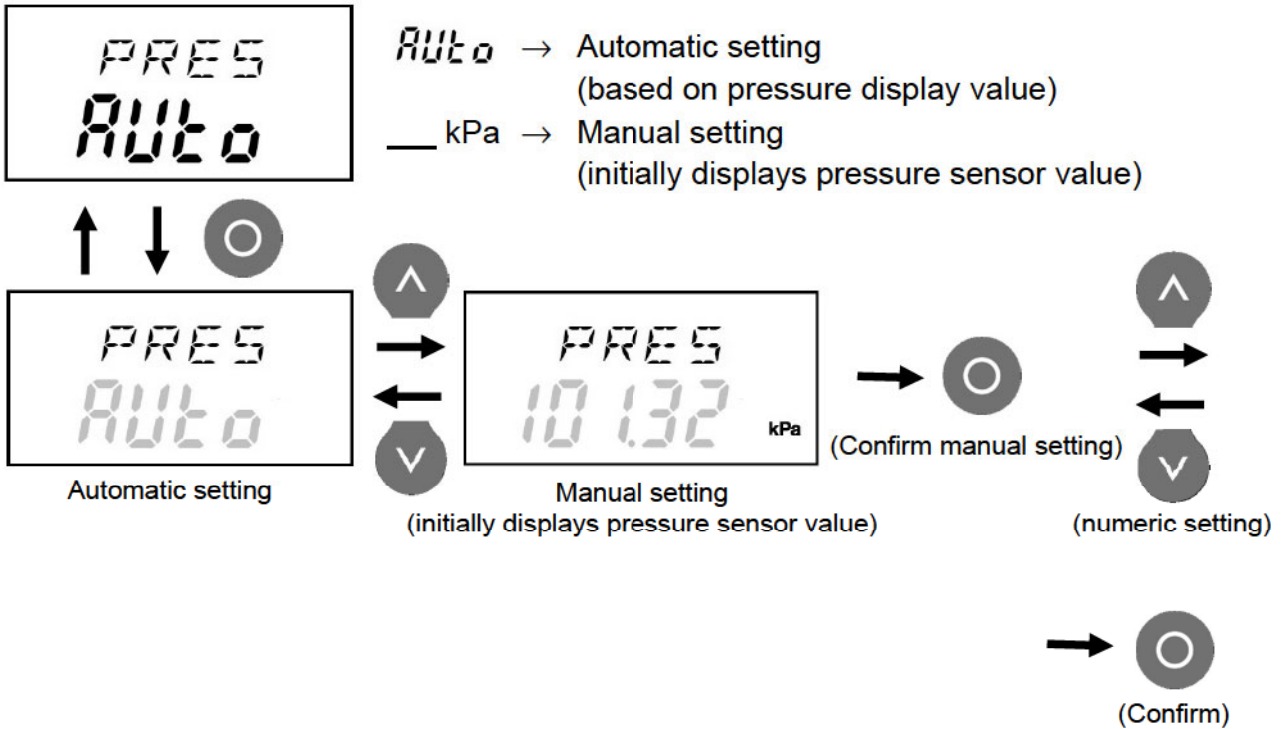 PRES
AUto
AUto → Automatic setting
(based on pressure display value)
___ kPa → Manual setting
(initially displays pressure sensor value)
PRES
AUto
Automatic setting
PRES
101.32 kPa
Manual setting
(initially displays pressure sensor value)
(Confirm manual setting)
(numeric setting)
(Confirm)